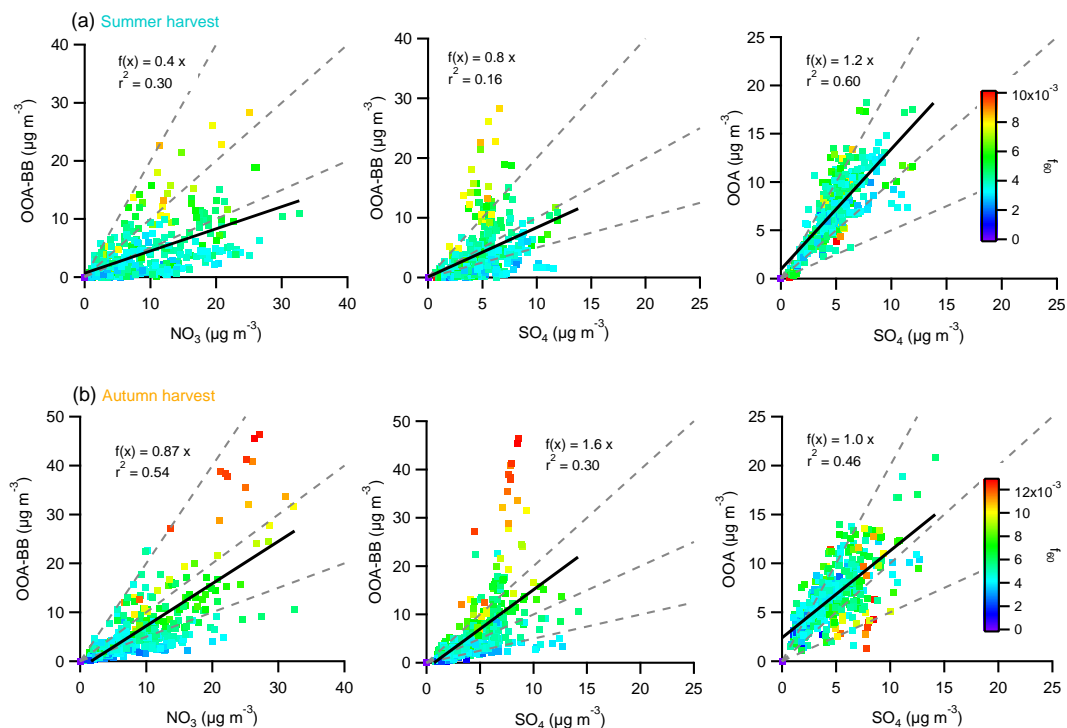 (a) Summer harvest
f(x) = 0.4 x
r² = 0.30
40
30
20
10
0
OOA-BB (µg m⁻³)
0 10 20 30 40
NO₃ (µg m⁻³)
f(x) = 0.8 x
r² = 0.16
40
30
20
10
0
OOA-BB (µg m⁻³)
0 5 10 15 20 25
SO₄ (µg m⁻³)
f(x) = 1.2 x
r² = 0.60
25
20
15
10
5
0
OOA (µg m⁻³)
0 5 10 15 20 25
SO₄ (µg m⁻³)
10x10⁻³
8
6
4
2
0
f₆₀
(b) Autumn harvest
f(x) = 0.87 x
r² = 0.54
50
40
30
20
10
0
OOA-BB (µg m⁻³)
0 10 20 30 40
NO₃ (µg m⁻³)
f(x) = 1.6 x
r² = 0.30
50
40
30
20
10
0
OOA-BB (µg m⁻³)
0 5 10 15 20 25
SO₄ (µg m⁻³)
f(x) = 1.0 x
r² = 0.46
25
20
15
10
5
0
OOA (µg m⁻³)
0 5 10 15 20 25
SO₄ (µg m⁻³)
12x10⁻³
10
8
6
4
2
0
f₆₀